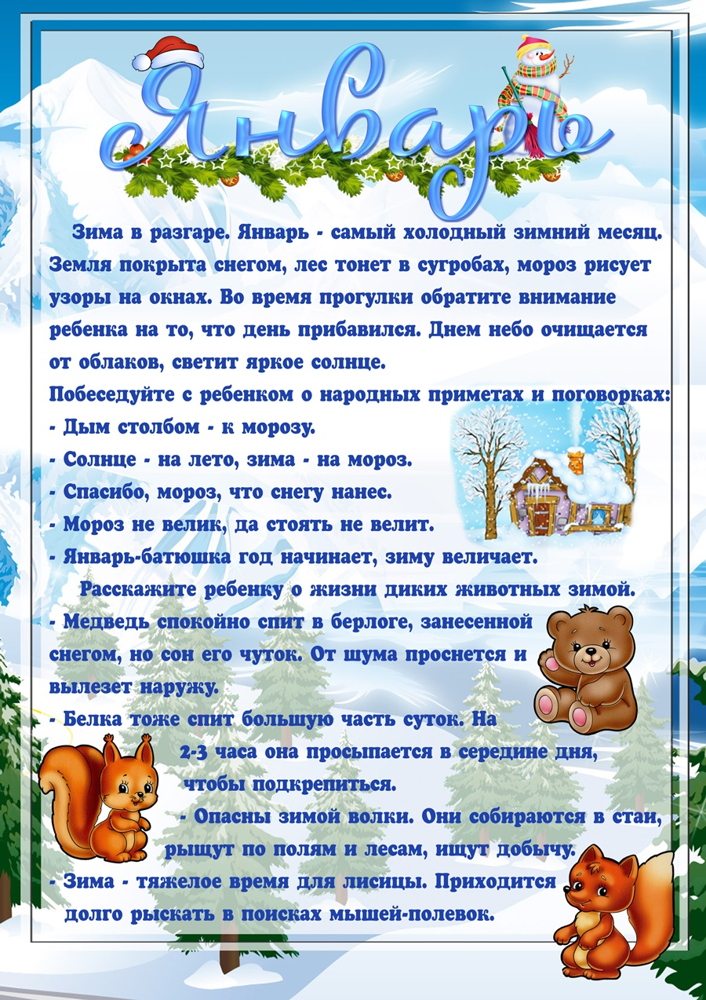 Январь
Зима в разгаре. Январь - самый холодный зимний месяц.
Земля покрыта снегом, лес тонет в сугробах, мороз рисует
узоры на окнах. Во время прогулки обратите внимание
ребенка на то, что день прибавился. Днем небо очищается
от облаков, светит яркое солнце.
Побеседуйте с ребенком о народных приметах и поговорках:
- Дым столбом - к морозу.
- Солнце - на лето, зима - на мороз.
- Спасибо, мороз, что снегу нанес.
- Мороз не велик, да стоять не велит.
- Январь-батюшка год начинает, зиму величает.
Расскажите ребенку о жизни диких животных зимой.
- Медведь спокойно спит в берлоге, занесенной
снегом, но сон его чуток. От шума проснется и
вылезет наружу.
- Белка тоже спит большую часть суток. На
2-3 часа она просыпается в середине дня,
чтобы подкрепиться.
- Опасны зимой волки. Они собираются в стаи,
рыщут по полям и лесам, ищут добычу.
- Зима - тяжелое время для лисицы. Приходится
долго рыскать в поисках мышей-полевок.